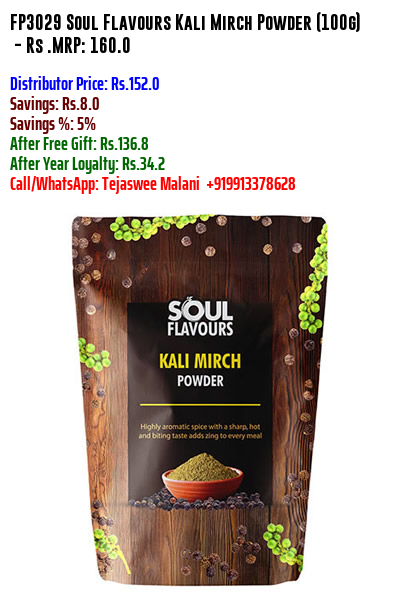 FP3029 Soul Flavours Kali Mirch Powder (100g)
- Rs .MRP: 160.0
Distributor Price: Rs.152.0
Savings: Rs.8.0
Savings %: 5%
After Free Gift: Rs.136.8
After Year Loyalty: Rs.34.2
Call/WhatsApp: Tejaswee Malani +919913378628
SOUL
FLAVOURS
KALI MIRCH
POWDER
Highly aromatic spice with a sharp, hot
and biting taste adds zing to every meal